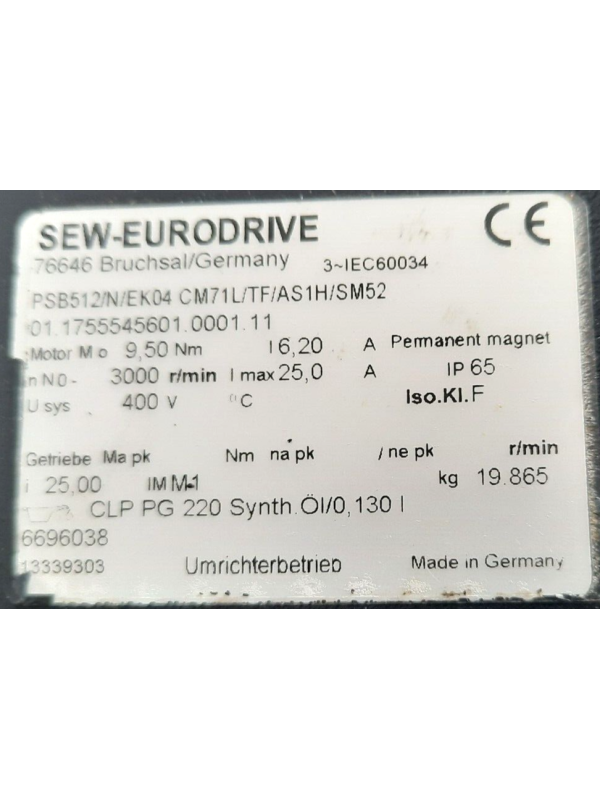 SEW-EURODRIVE CE
76646 Bruchsal/Germany 3~IEC60034
PSB512/N/EK04 CM71L/TF/AS1H/SM52
01.1755545601.0001.11
Motor M o 9,50 Nm I 6,20 A Permanent magnet
n N0- 3000 r/min I max 25,0 A IP 65
U sys 400 V °C Iso.Kl. F
Getriebe Ma pk Nm na pk / ne pk r/min
i 25,00 IM M1 kg 19.865
CLP PG 220 Synth.Öl/0,130 l
6696038
13339303 Umrichterbetrieb Made in Germany